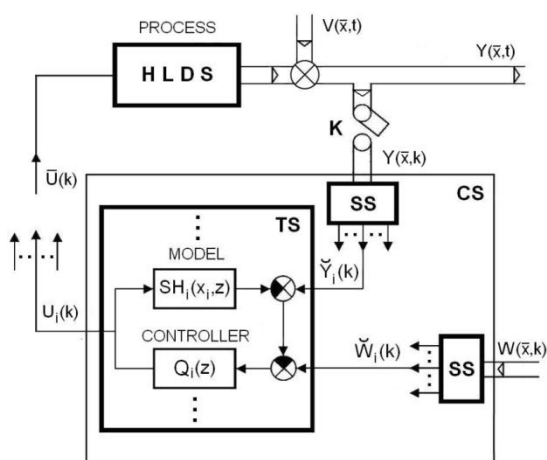 PROCESS
V(x̄,t)
Y(x̄,t)
H L D S
K
Y(x̄,k)
Ū(k)
SS
CS
TS
MODEL
Y̆ᵢ(k)
SHᵢ(xᵢ,z)
Uᵢ(k)
CONTROLLER
W̆ᵢ(k)
W(x̄,k)
Qᵢ(z)
SS